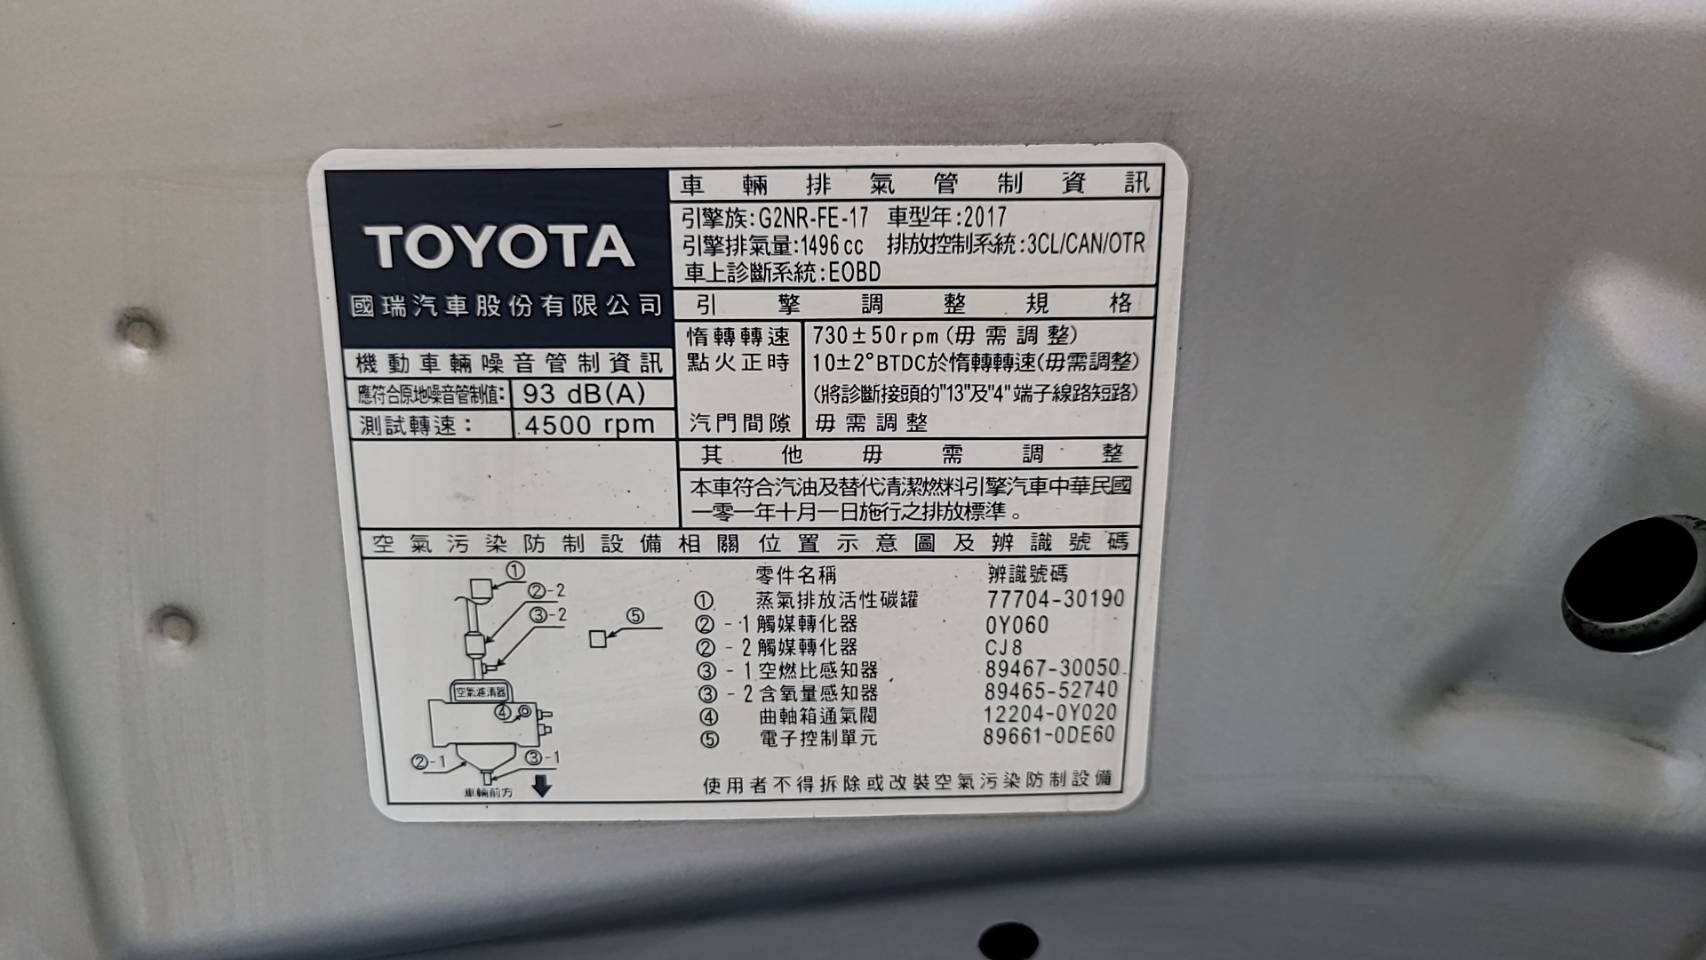 TOYOTA
國瑞汽車股份有限公司
機動車輛噪音管制資訊
應符合原地噪音管制值: 93 dB(A)
測試轉速: 4500 rpm
車輛排氣管制資訊
引擎族:G2NR-FE-17 車型年:2017
引擎排氣量:1496cc 排放控制系統:3CL/CAN/OTR
車上診斷系統:EOBD
引擎調整規格
惰轉轉速 730±50rpm(毋需調整)
點火正時 10±2°BTDC於惰轉轉速(毋需調整)
(將診斷接頭的"13"及"4"端子線路短路)
汽門間隙 毋需調整
其他毋需調整
本車符合汽油及替代清潔燃料引擎汽車中華民國
一零一年十月一日施行之排放標準。
空氣污染防制設備相關位置示意圖及辨識號碼
①
②-2
③-2
⑤
空氣濾清器
④
②-1
③-1
車輛前方
零件名稱 辨識號碼
① 蒸氣排放活性碳罐 77704-30190
②-1觸媒轉化器 0Y060
②-2觸媒轉化器 CJ8
③-1空燃比感知器 89467-30050
③-2含氧量感知器 89465-52740
④ 曲軸箱通氣閥 12204-0Y020
⑤ 電子控制單元 89661-0DE60
使用者不得拆除或改裝空氣污染防制設備